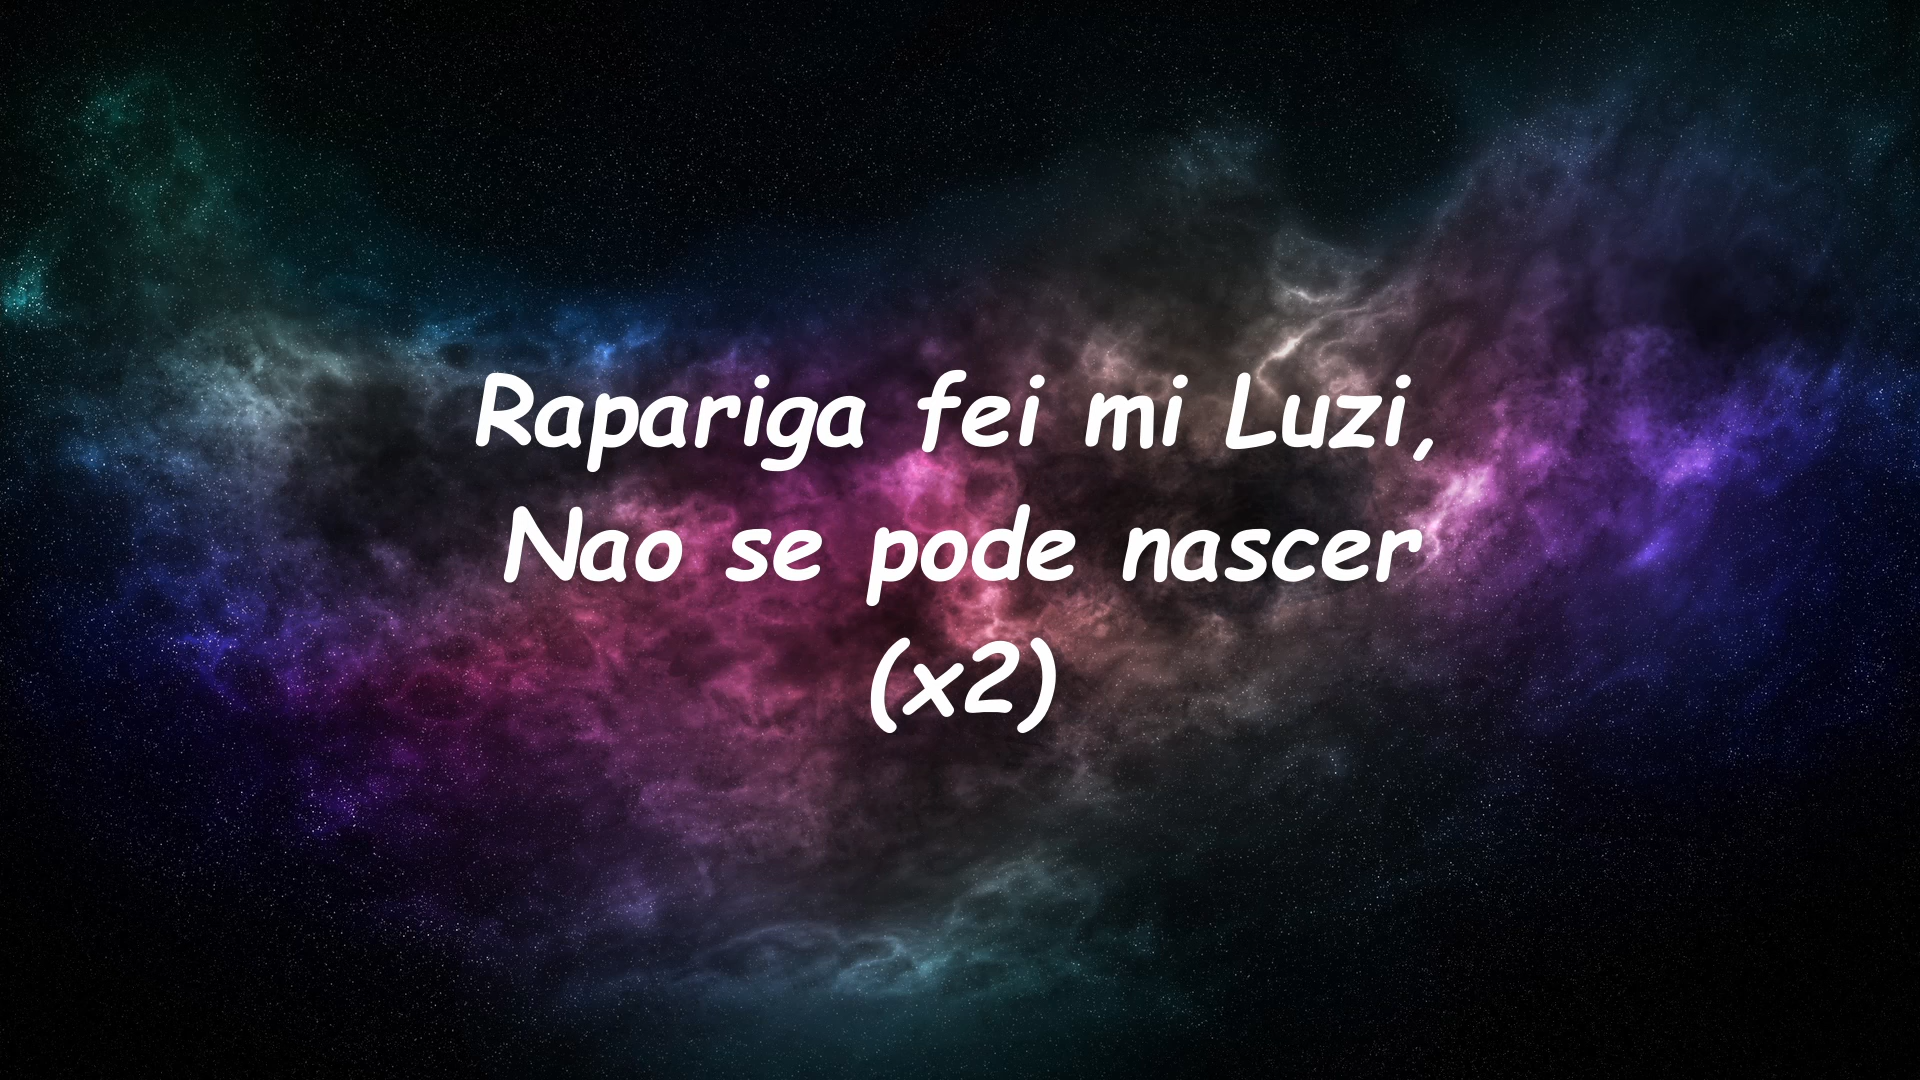 Rapariga fei mi Luzi,
Nao se pode nascer
(x2)